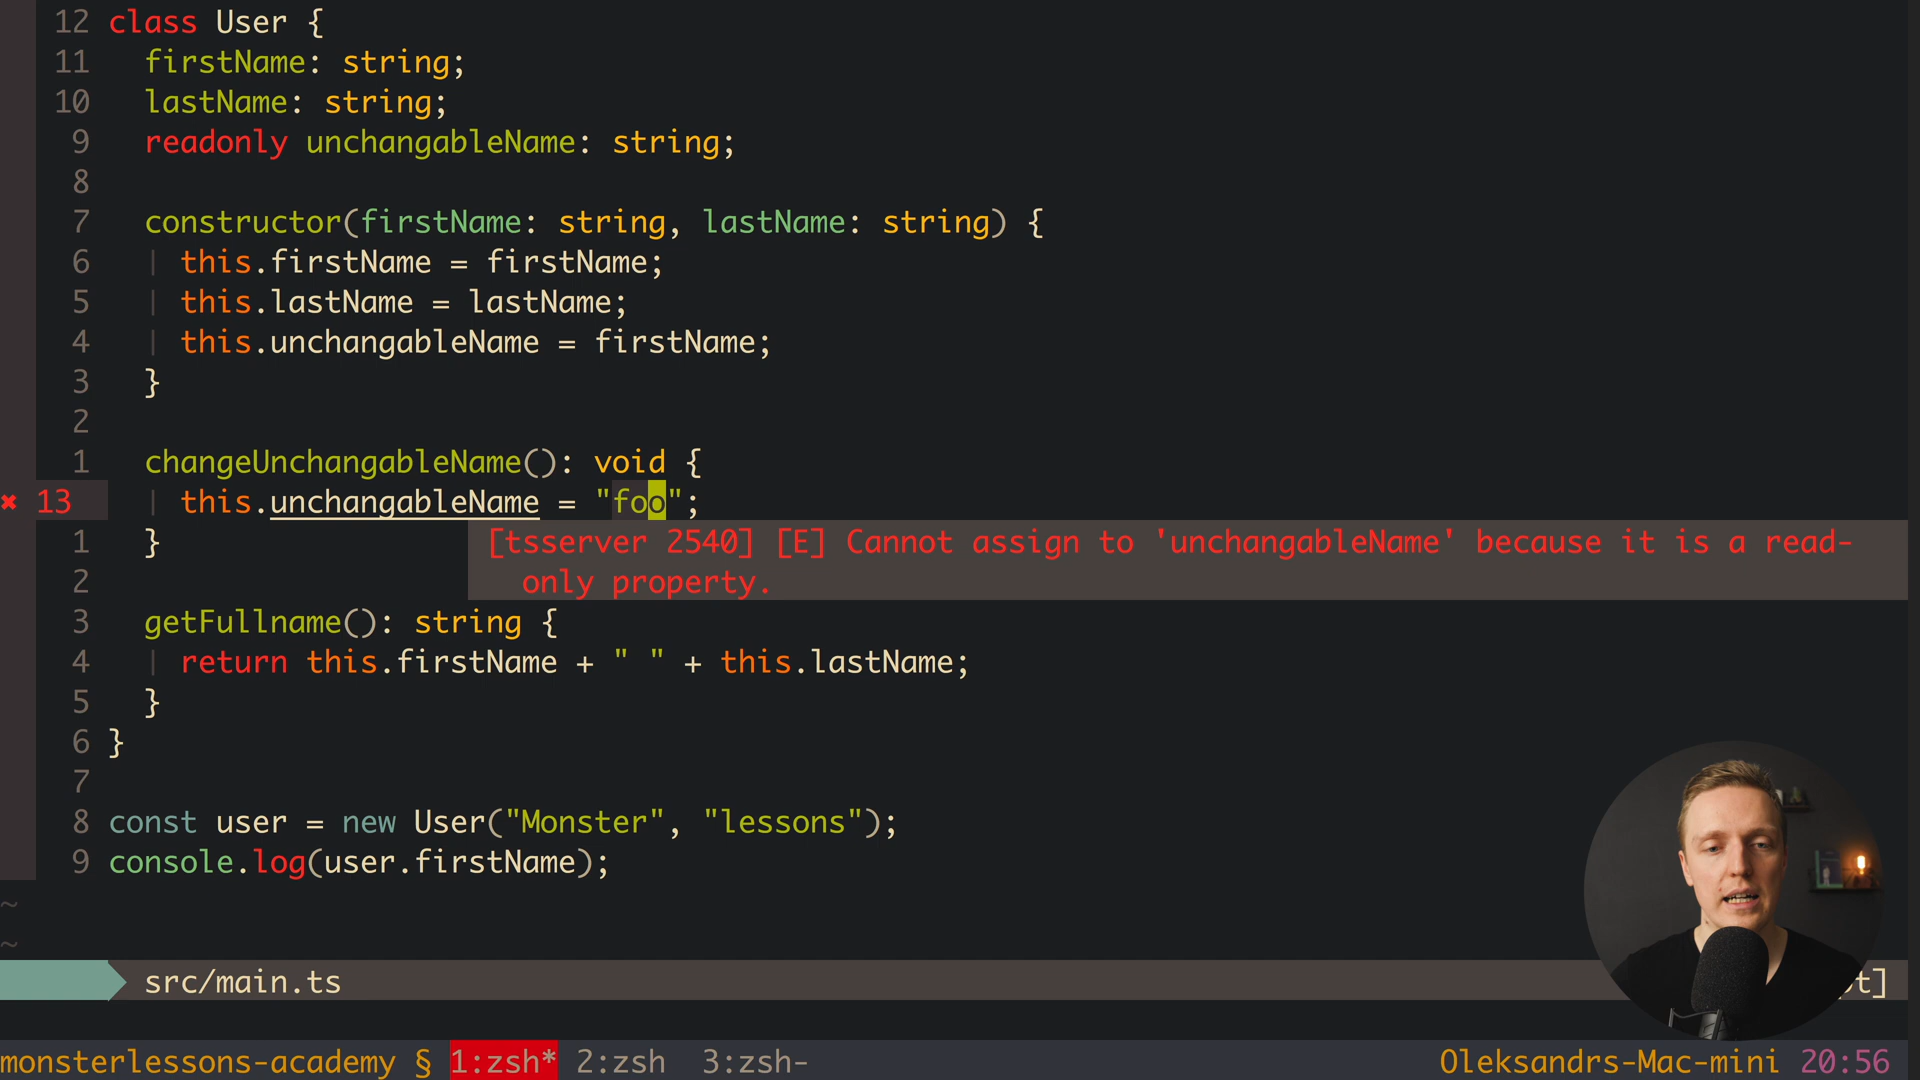 12 class User {
11 firstName: string;
10 lastName: string;
9 readonly unchangableName: string;
8
7 constructor(firstName: string, lastName: string) {
6 this.firstName = firstName;
5 this.lastName = lastName;
4 this.unchangableName = firstName;
3 }
2
1 changeUnchangableName(): void {
✖ 13 this.unchangableName = "foo";
1 } [tsserver 2540] [E] Cannot assign to 'unchangableName' because it is a read-
2 only property.
3 getFullname(): string {
4 return this.firstName + " " + this.lastName;
5 }
6 }
7
8 const user = new User("Monster", "lessons");
9 console.log(user.firstName);
~
~
src/main.ts t]
monsterlessons-academy § 1:zsh* 2:zsh 3:zsh- Oleksandrs-Mac-mini 20:56